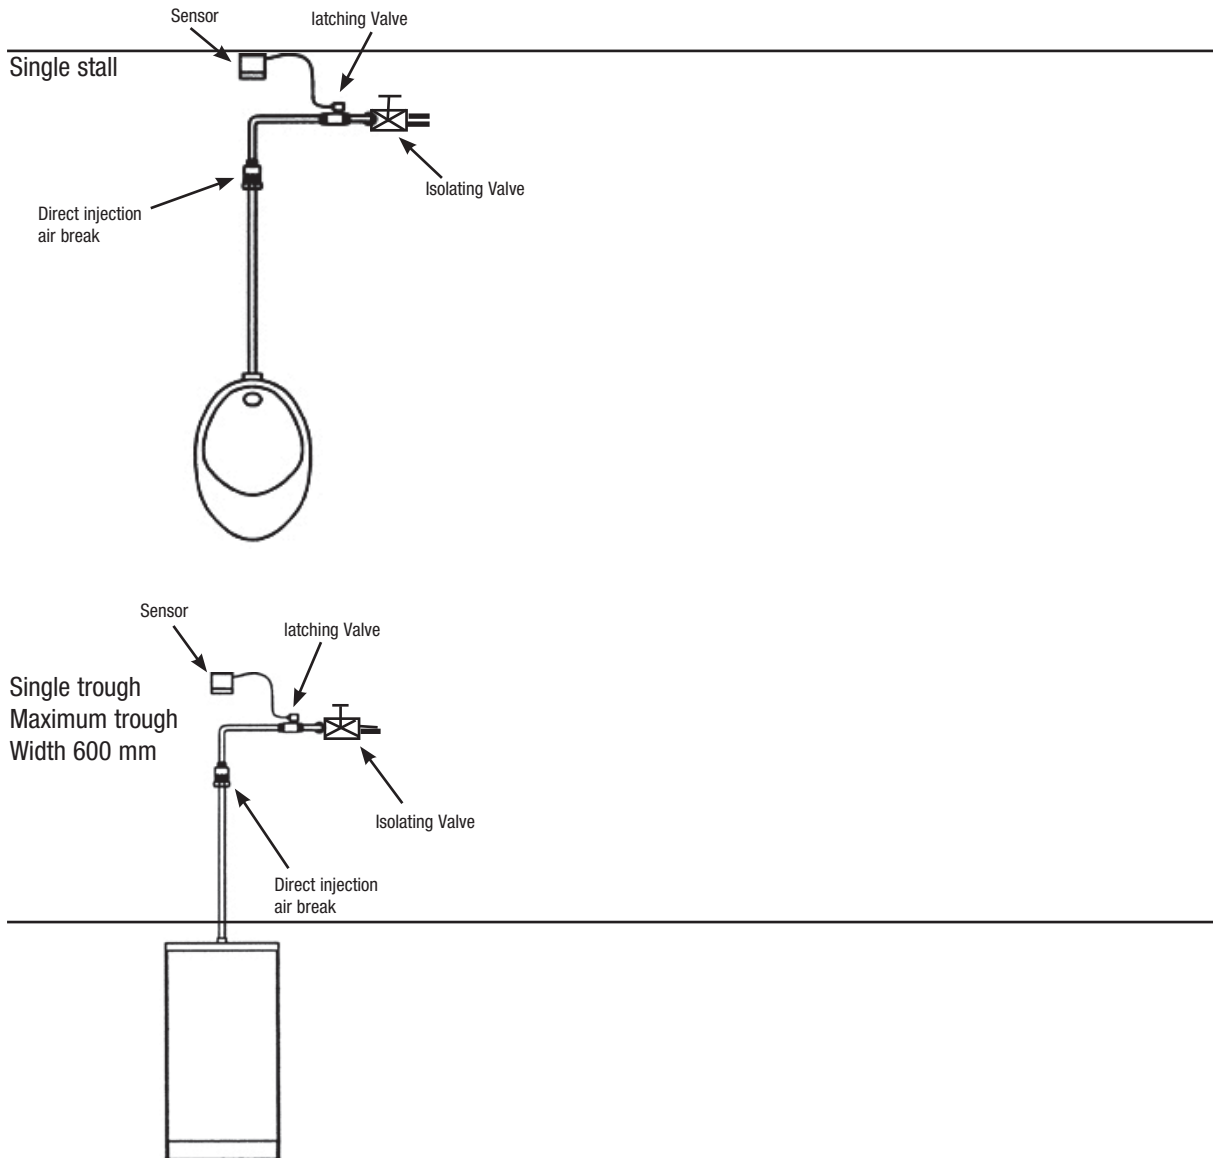 Sensor
latching Valve
Single stall
Isolating Valve
Direct injection
air break
Sensor
latching Valve
Single trough
Maximum trough
Width 600 mm
Isolating Valve
Direct injection
air break